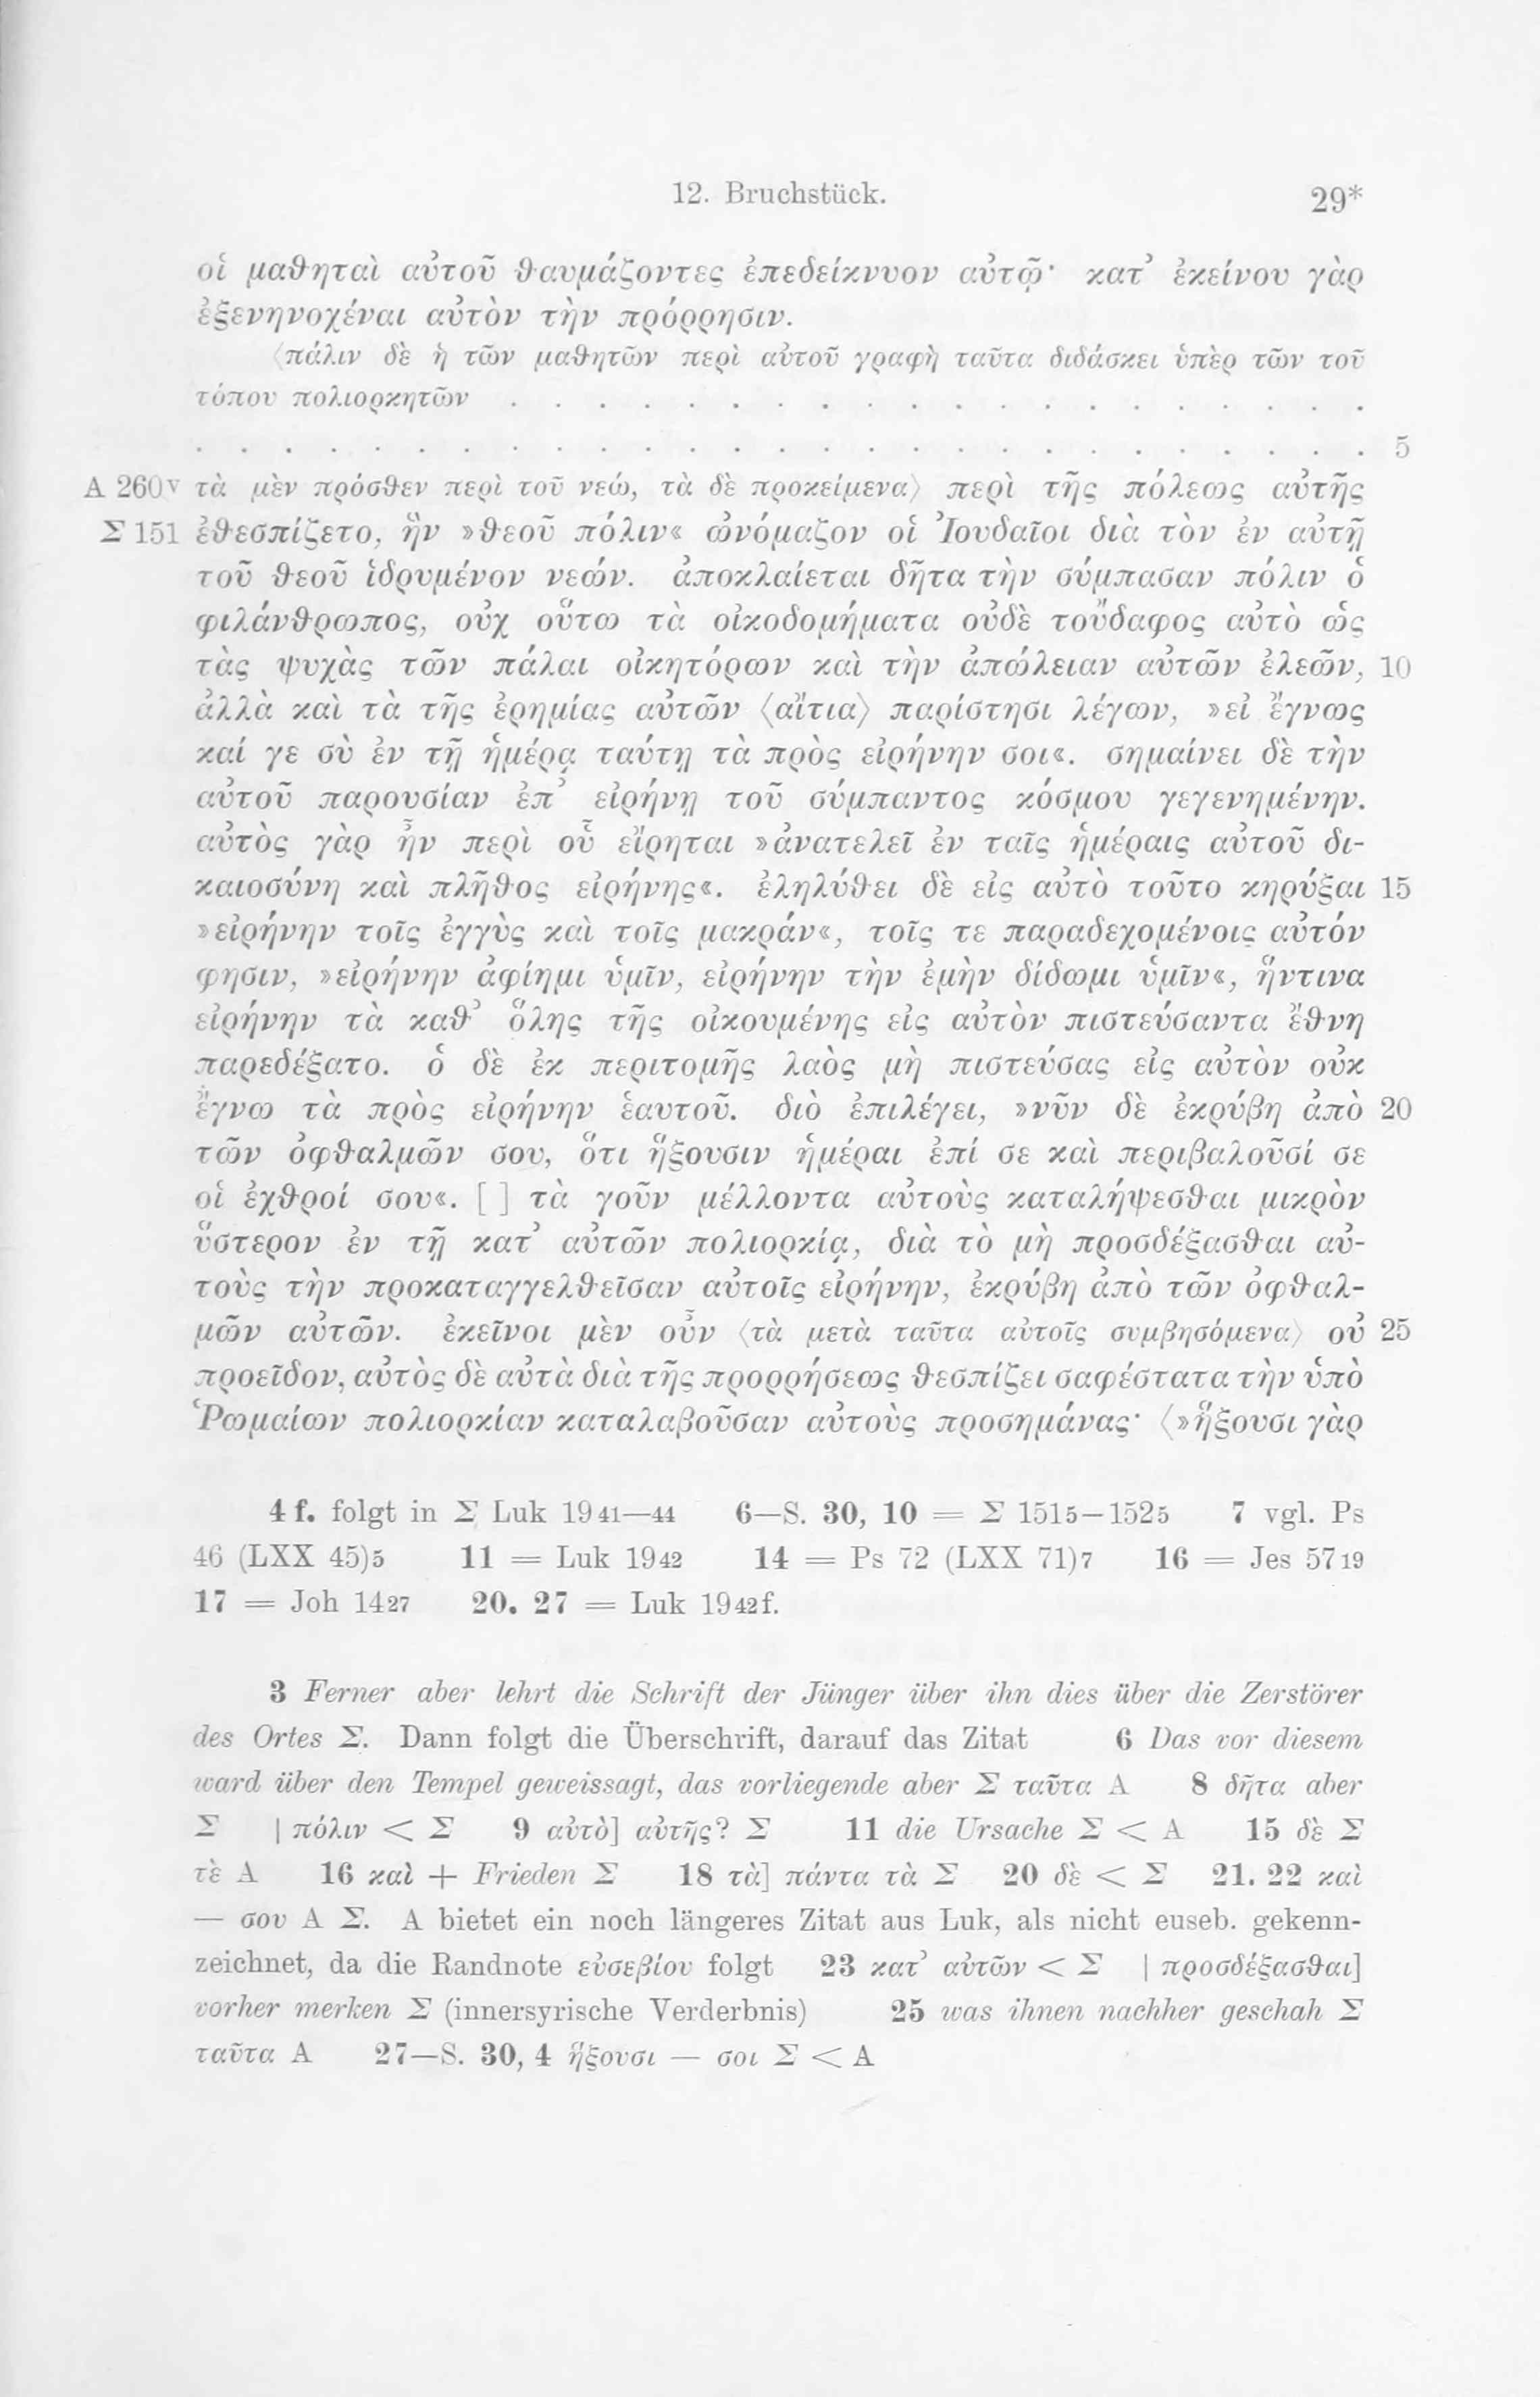 12. Bruchstück. 29*
οἱ μαθηταὶ αὐτοῦ θαυμάζοντες ἐπεδείκνυον αὐτῷ· κατ’ ἐκείνου γὰρ
ἐξενηνοχέναι αὐτὸν τὴν πρόρρησιν.
⟨πάλιν δὲ ἡ τῶν μαθητῶν περὶ αὐτοῦ γραφὴ ταῦτα διδάσκει ὑπὲρ τῶν τοῦ
τόπου πολιορκητῶν . . . . . . . . . . . . . . . . . . . .
. . . . . . . . . . . . . . . . . . . . . . . . . . . 5
A 260v τὰ μὲν πρόσθεν περὶ τοῦ νεώ, τὰ δὲ προκείμενα⟩ περὶ τῆς πόλεως αὐτῆς
Σ 151 ἐθεσπίζετο, ἣν »θεοῦ πόλιν« ὠνόμαζον οἱ Ἰουδαῖοι διὰ τὸν ἐν αὐτῇ
τοῦ θεοῦ ἱδρυμένον νεών. ἀποκλαίεται δῆτα τὴν σύμπασαν πόλιν ὁ
φιλάνθρωπος, οὐχ οὕτω τὰ οἰκοδομήματα οὐδὲ τοὔδαφος αὐτὸ ὡς
τὰς ψυχὰς τῶν πάλαι οἰκητόρων καὶ τὴν ἀπώλειαν αὐτῶν ἐλεῶν, 10
ἀλλὰ καὶ τὰ τῆς ἐρημίας αὐτῶν ⟨αἴτια⟩ παρίστησι λέγων, »εἰ ἔγνως
καί γε σὺ ἐν τῇ ἡμέρᾳ ταύτῃ τὰ πρὸς εἰρήνην σοι«. σημαίνει δὲ τὴν
αὐτοῦ παρουσίαν ἐπ’ εἰρήνῃ τοῦ σύμπαντος κόσμου γεγενημένην.
αὐτὸς γὰρ ἦν περὶ οὗ εἴρηται »ἀνατελεῖ ἐν ταῖς ἡμέραις αὐτοῦ δι-
καιοσύνη καὶ πλῆθος εἰρήνης«. ἐληλύθει δὲ εἰς αὐτὸ τοῦτο κηρύξαι 15
»εἰρήνην τοῖς ἐγγὺς καὶ τοῖς μακράν«, τοῖς τε παραδεχομένοις αὐτόν
φησιν, »εἰρήνην ἀφίημι ὑμῖν, εἰρήνην τὴν ἐμὴν δίδωμι ὑμῖν«, ἥντινα
εἰρήνην τὰ καθ’ ὅλης τῆς οἰκουμένης εἰς αὐτὸν πιστεύσαντα ἔθνη
παρεδέξατο. ὁ δὲ ἐκ περιτομῆς λαὸς μὴ πιστεύσας εἰς αὐτὸν οὐκ
ἔγνω τὰ πρὸς εἰρήνην ἑαυτοῦ. διὸ ἐπιλέγει, »νῦν δὲ ἐκρύβη ἀπὸ 20
τῶν ὀφθαλμῶν σου, ὅτι ἥξουσιν ἡμέραι ἐπί σε καὶ περιβαλοῦσί σε
οἱ ἐχθροί σου«. [ ] τὰ γοῦν μέλλοντα αὐτοὺς καταλήψεσθαι μικρὸν
ὕστερον ἐν τῇ κατ’ αὐτῶν πολιορκίᾳ, διὰ τὸ μὴ προσδέξασθαι αὐ-
τοὺς τὴν προκαταγγελθεῖσαν αὐτοῖς εἰρήνην, ἐκρύβη ἀπὸ τῶν ὀφθαλ-
μῶν αὐτῶν. ἐκεῖνοι μὲν οὖν ⟨τὰ μετὰ ταῦτα αὐτοῖς συμβησόμενα⟩ οὐ 25
προεῖδον, αὐτὸς δὲ αὐτὰ διὰ τῆς προρρήσεως θεσπίζει σαφέστατα τὴν ὑπὸ
Ῥωμαίων πολιορκίαν καταλαβοῦσαν αὐτοὺς προσημάνας· ⟨»ἥξουσι γὰρ
4 f. folgt in Σ Luk 19 41—44 6—S. 30, 10 = Σ 151 5—152 5 7 vgl. Ps
46 (LXX 45) 5 11 = Luk 19 42 14 = Ps 72 (LXX 71) 7 16 = Jes 57 19
17 = Joh 14 27 20. 27 = Luk 19 42 f.
3 Ferner aber lehrt die Schrift der Jünger über ihn dies über die Zerstörer
des Ortes Σ. Dann folgt die Überschrift, darauf das Zitat 6 Das vor diesem
ward über den Tempel geweissagt, das vorliegende aber Σ ταῦτα A 8 δῆτα aber
Σ | πόλιν < Σ 9 αὐτὸ] αὐτῆς? Σ 11 die Ursache Σ < A 15 δὲ Σ
τὲ A 16 καὶ + Frieden Σ 18 τὰ] πάντα τὰ Σ 20 δὲ < Σ 21. 22 καὶ
— σου A Σ. A bietet ein noch längeres Zitat aus Luk, als nicht euseb. gekenn-
zeichnet, da die Randnote εὐσεβίου folgt 23 κατ’ αὐτῶν < Σ | προσδέξασθαι]
vorher merken Σ (innersyrische Verderbnis) 25 was ihnen nachher geschah Σ
ταῦτα A 27—S. 30, 4 ἥξουσι — σοι Σ < A